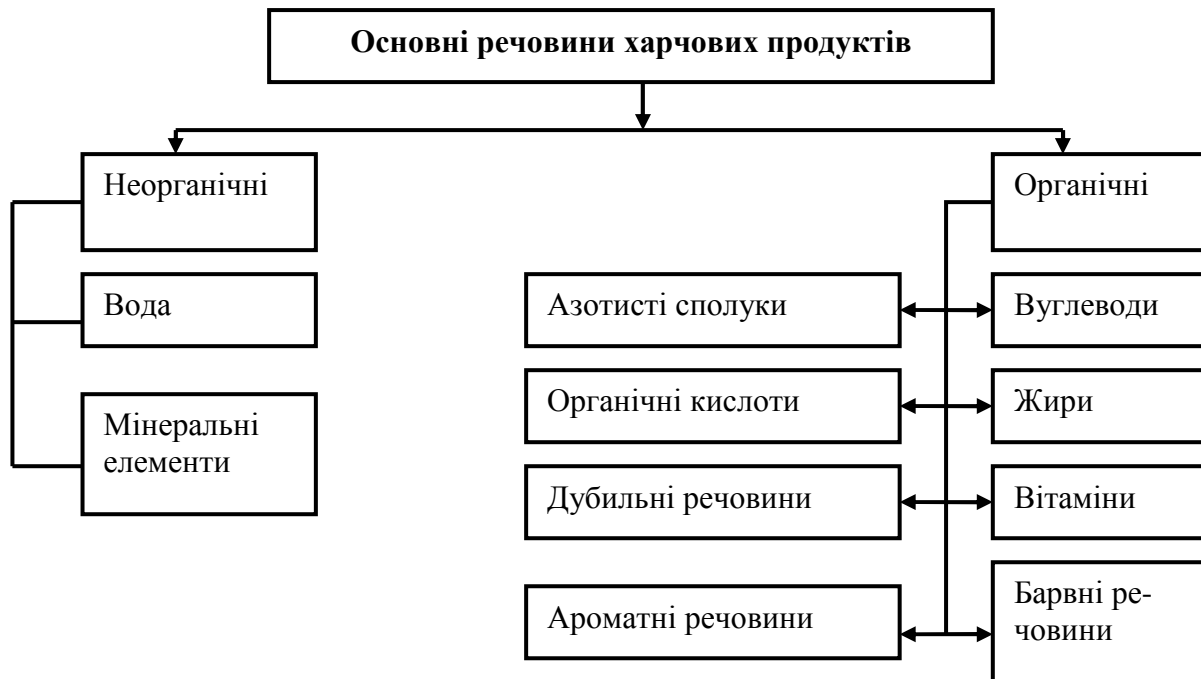 Основні речовини харчових продуктів
Неорганічні
Органічні
Вода
Азотисті сполуки
Вуглеводи
Мінеральні
елементи
Органічні кислоти
Жири
Дубильні речовини
Вітаміни
Ароматні речовини
Барвні ре-
човини